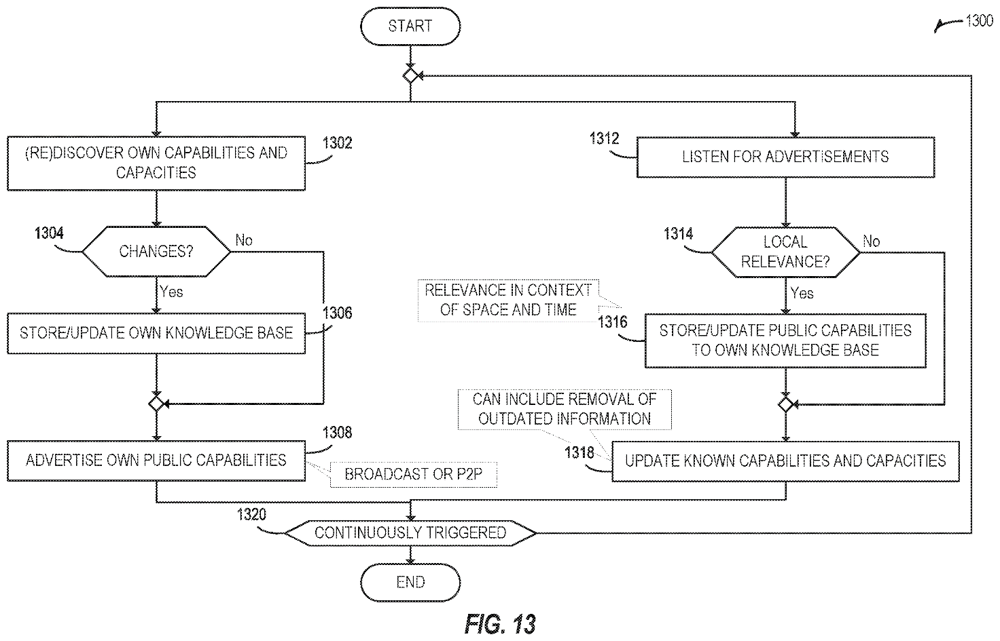 START
1300
(RE)DISCOVER OWN CAPABILITIES AND
CAPACITIES
1302
1312
LISTEN FOR ADVERTISEMENTS
1304
CHANGES?
No
Yes
1314
LOCAL
RELEVANCE?
No
Yes
RELEVANCE IN CONTEXT
OF SPACE AND TIME
STORE/UPDATE OWN KNOWLEDGE BASE
1306
1316
STORE/UPDATE PUBLIC CAPABILITIES
TO OWN KNOWLEDGE BASE
CAN INCLUDE REMOVAL OF
OUTDATED INFORMATION
ADVERTISE OWN PUBLIC CAPABILITIES
1308
BROADCAST OR P2P
1318
UPDATE KNOWN CAPABILITIES AND CAPACITIES
1320
CONTINUOUSLY TRIGGERED
END
FIG. 13